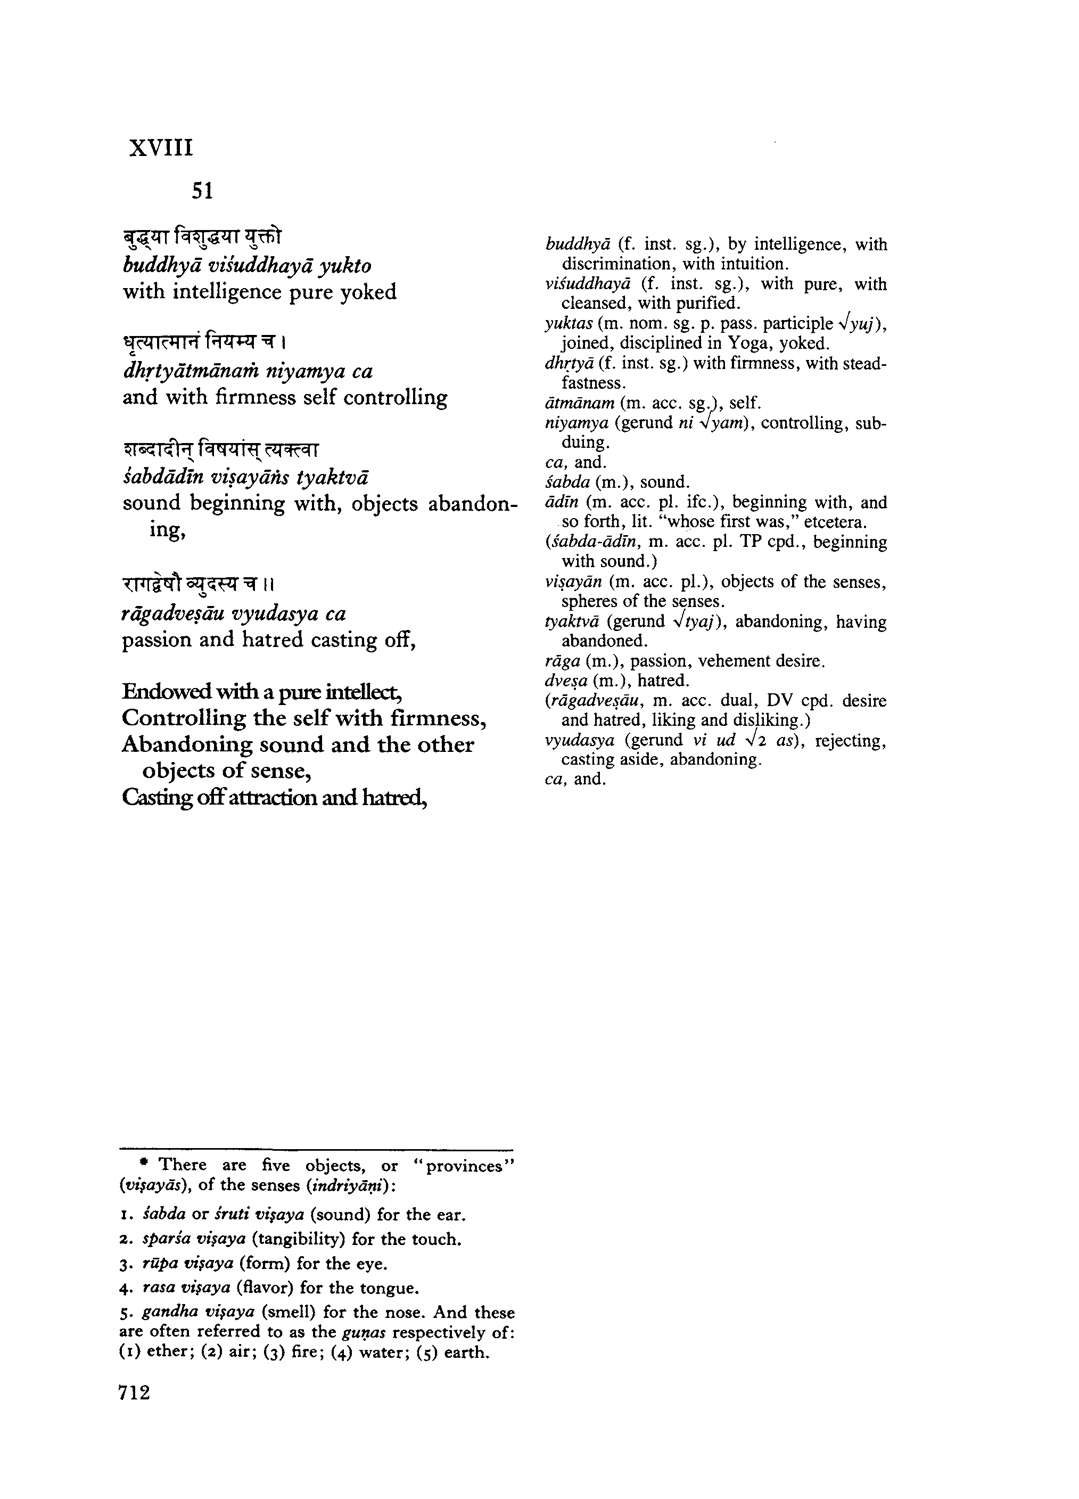 XVIII
51
बुद्ध्या विशुद्धया युक्तो
buddhyā viśuddhayā yukto
with intelligence pure yoked
धृत्यात्मानं नियम्य च ।
dhṛtyātmānaṁ niyamya ca
and with firmness self controlling
शब्दादीन् विषयांस् त्यक्त्वा
śabdādīn viṣayāṅs tyaktvā
sound beginning with, objects abandon-
ing,
रागद्वेषौ व्युदस्य च ।।
rāgadveṣāu vyudasya ca
passion and hatred casting off,
Endowed with a pure intellect,
Controlling the self with firmness,
Abandoning sound and the other
objects of sense,
Casting off attraction and hatred,
buddhyā (f. inst. sg.), by intelligence, with
discrimination, with intuition.
viśuddhayā (f. inst. sg.), with pure, with
cleansed, with purified.
yuktas (m. nom. sg. p. pass. participle √yuj),
joined, disciplined in Yoga, yoked.
dhṛtyā (f. inst. sg.) with firmness, with stead-
fastness.
ātmānam (m. acc. sg.), self.
niyamya (gerund ni √yam), controlling, sub-
duing.
ca, and.
śabda (m.), sound.
ādīn (m. acc. pl. ifc.), beginning with, and
so forth, lit. “whose first was,” etcetera.
(śabda-ādīn, m. acc. pl. TP cpd., beginning
with sound.)
viṣayān (m. acc. pl.), objects of the senses,
spheres of the senses.
tyaktvā (gerund √tyaj), abandoning, having
abandoned.
rāga (m.), passion, vehement desire.
dveṣa (m.), hatred.
(rāgadveṣāu, m. acc. dual, DV cpd. desire
and hatred, liking and disliking.)
vyudasya (gerund vi ud √2 as), rejecting,
casting aside, abandoning.
ca, and.
* There are five objects, or “provinces”
(viṣayās), of the senses (indriyāṇi):
1. śabda or śruti viṣaya (sound) for the ear.
2. sparśa viṣaya (tangibility) for the touch.
3. rūpa viṣaya (form) for the eye.
4. rasa viṣaya (flavor) for the tongue.
5. gandha viṣaya (smell) for the nose. And these
are often referred to as the guṇas respectively of:
(1) ether; (2) air; (3) fire; (4) water; (5) earth.
712